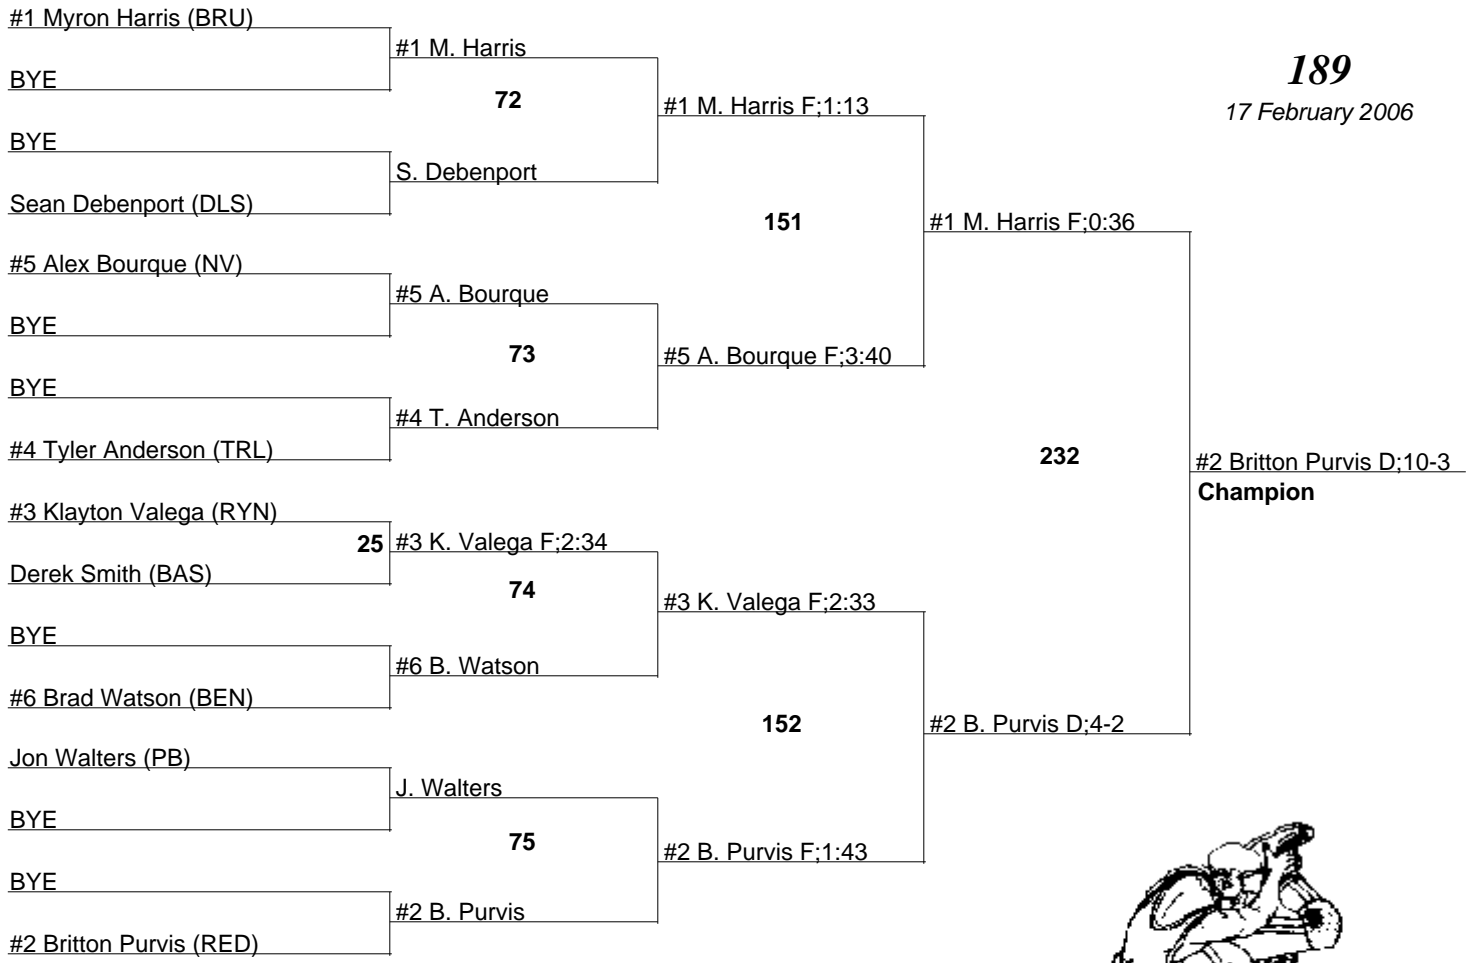 #1 Myron Harris (BRU)
BYE
BYE
Sean Debenport (DLS)
#5 Alex Bourque (NV)
BYE
BYE
#4 Tyler Anderson (TRL)
#3 Klayton Valega (RYN)
Derek Smith (BAS)
BYE
#6 Brad Watson (BEN)
Jon Walters (PB)
BYE
BYE
#2 Britton Purvis (RED)
25
#1 M. Harris
72
S. Debenport
#5 A. Bourque
73
#4 T. Anderson
#3 K. Valega F;2:34
74
#6 B. Watson
J. Walters
75
#2 B. Purvis
#1 M. Harris F;1:13
151
#5 A. Bourque F;3:40
#3 K. Valega F;2:33
152
#2 B. Purvis F;1:43
#1 M. Harris F;0:36
232
#2 B. Purvis D;4-2
#2 Britton Purvis D;10-3
Champion
189
17 February 2006